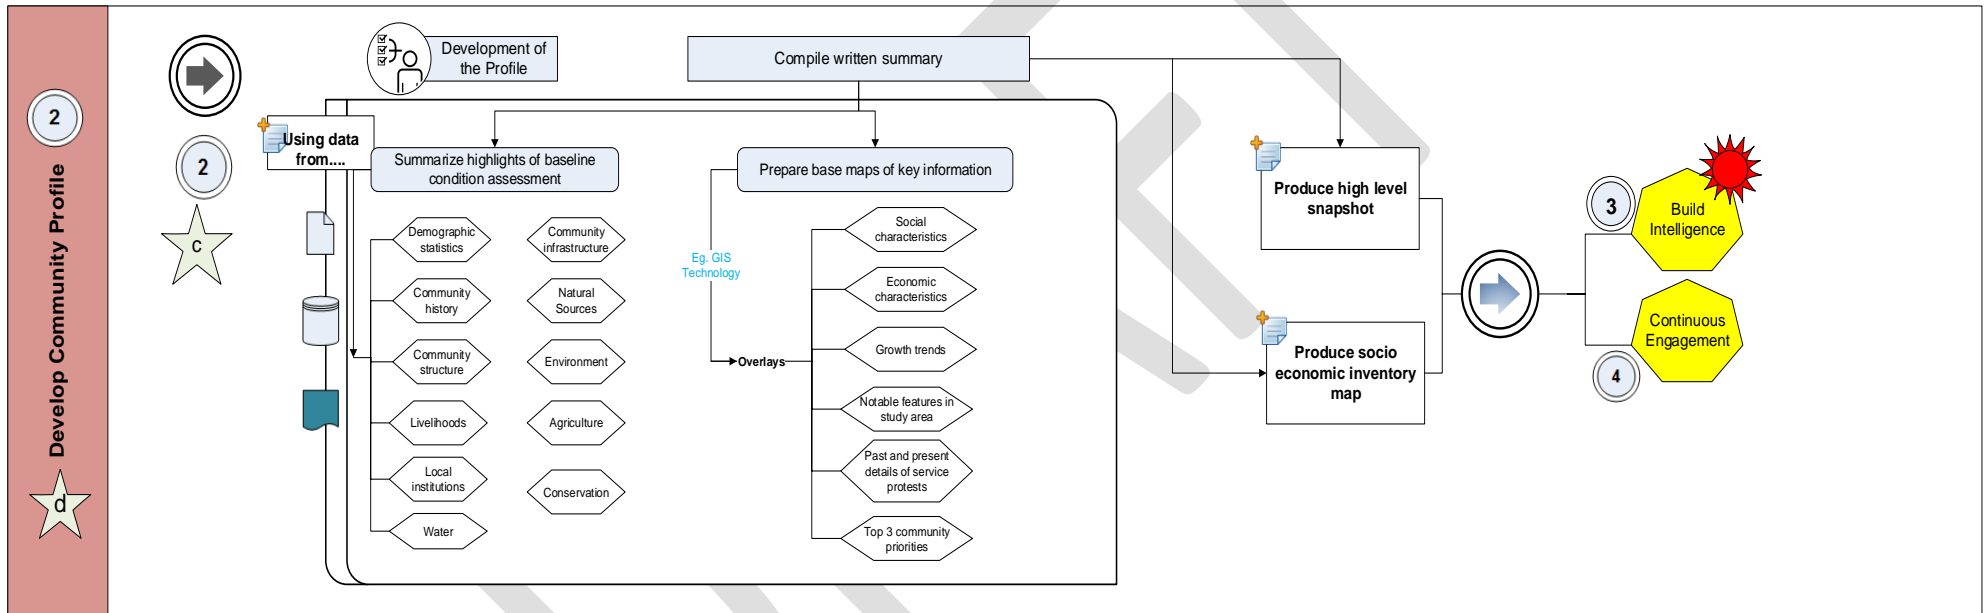 2
Develop Community Profile
d
2
c
Development of
the Profile
Compile written summary
Using data
from....
Summarize highlights of baseline
condition assessment
Prepare base maps of key information
Demographic
statistics
Community
infrastructure
Community
history
Natural
Sources
Community
structure
Environment
Livelihoods
Agriculture
Local
institutions
Conservation
Water
Eg. GIS
Technology
Overlays
Social
characteristics
Economic
characteristics
Growth trends
Notable features in
study area
Past and present
details of service
protests
Top 3 community
priorities
Produce high level
snapshot
Produce socio
economic inventory
map
3
Build
Intelligence
Continuous
Engagement
4